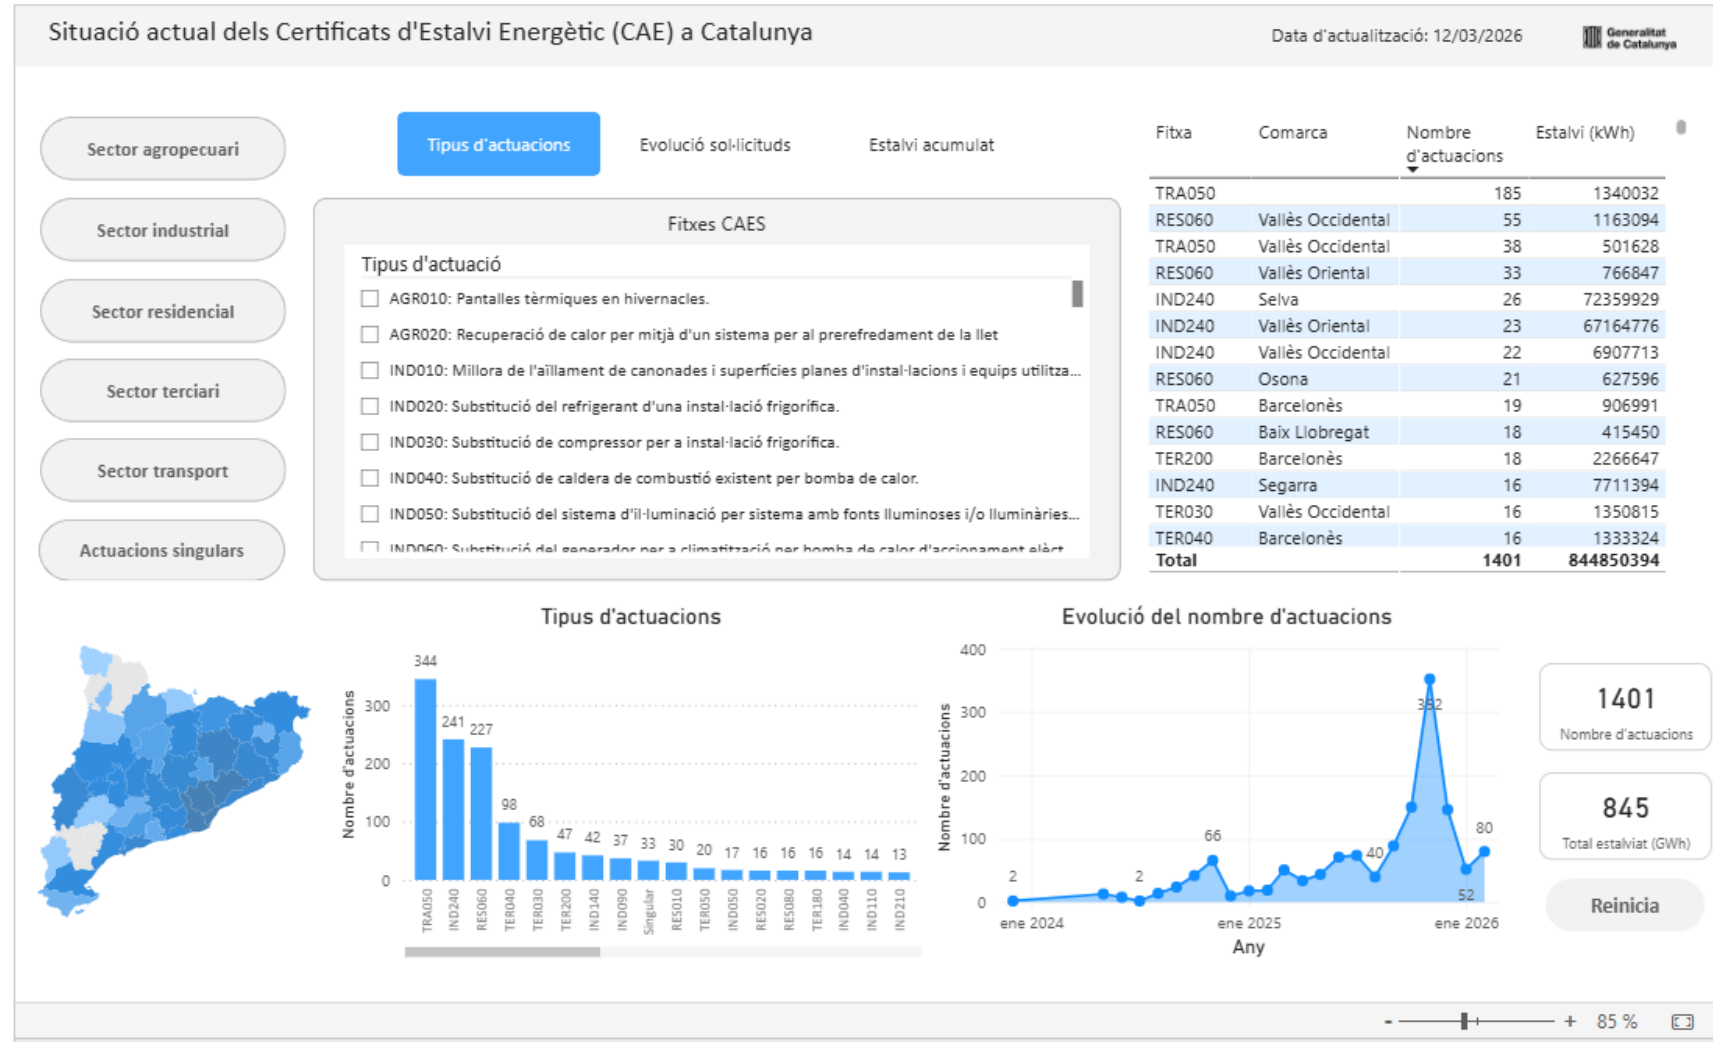 Situació actual dels Certificats d'Estalvi Energètic (CAE) a Catalunya
Data d'actualització: 12/03/2026
Generalitat
de Catalunya
Sector agropecuari
Sector industrial
Sector residencial
Sector terciari
Sector transport
Actuacions singulars
Tipus d'actuacions
Evolució sol·licituds
Estalvi acumulat
Fitxes CAES
Tipus d'actuació
AGR010: Pantalles tèrmiques en hivernacles.
AGR020: Recuperació de calor per mitjà d'un sistema per al prerefredament de la llet
IND010: Millora de l'aïllament de canonades i superfícies planes d'instal·lacions i equips utilitza...
IND020: Substitució del refrigerant d'una instal·lació frigorífica.
IND030: Substitució de compressor per a instal·lació frigorífica.
IND040: Substitució de caldera de combustió existent per bomba de calor.
IND050: Substitució del sistema d'il·luminació per sistema amb fonts lluminoses i/o lluminàries...
IND060: Substitució del generador per a climatització per bomba de calor d'accionament elèct
Fitxa Comarca Nombre d'actuacions Estalvi (kWh)
TRA050 185 1340032
RES060 Vallès Occidental 55 1163094
TRA050 Vallès Occidental 38 501628
RES060 Vallès Oriental 33 766847
IND240 Selva 26 72359929
IND240 Vallès Oriental 23 67164776
IND240 Vallès Occidental 22 6907713
RES060 Osona 21 627596
TRA050 Barcelonès 19 906991
RES060 Baix Llobregat 18 415450
TER200 Barcelonès 18 2266647
IND240 Segarra 16 7711394
TER030 Vallès Occidental 16 1350815
TER040 Barcelonès 16 1333324
Total 1401 844850394
Tipus d'actuacions
Nombre d'actuacions
300
200
100
0
344 241 227 98 68 47 42 37 33 30 20 17 16 16 16 14 14 13
TRA050 IND240 RES060 TER040 TER030 TER200 IND140 IND090 Singular RES010 TER050 IND050 RES020 RES080 TER180 IND040 IND110 IND210
Evolució del nombre d'actuacions
Nombre d'actuacions
400
300
200
100
0
2 2 66 40 352 52 80
ene 2024 ene 2025 ene 2026
Any
1401
Nombre d'actuacions
845
Total estalviat (GWh)
Reinicia
- + 85 %